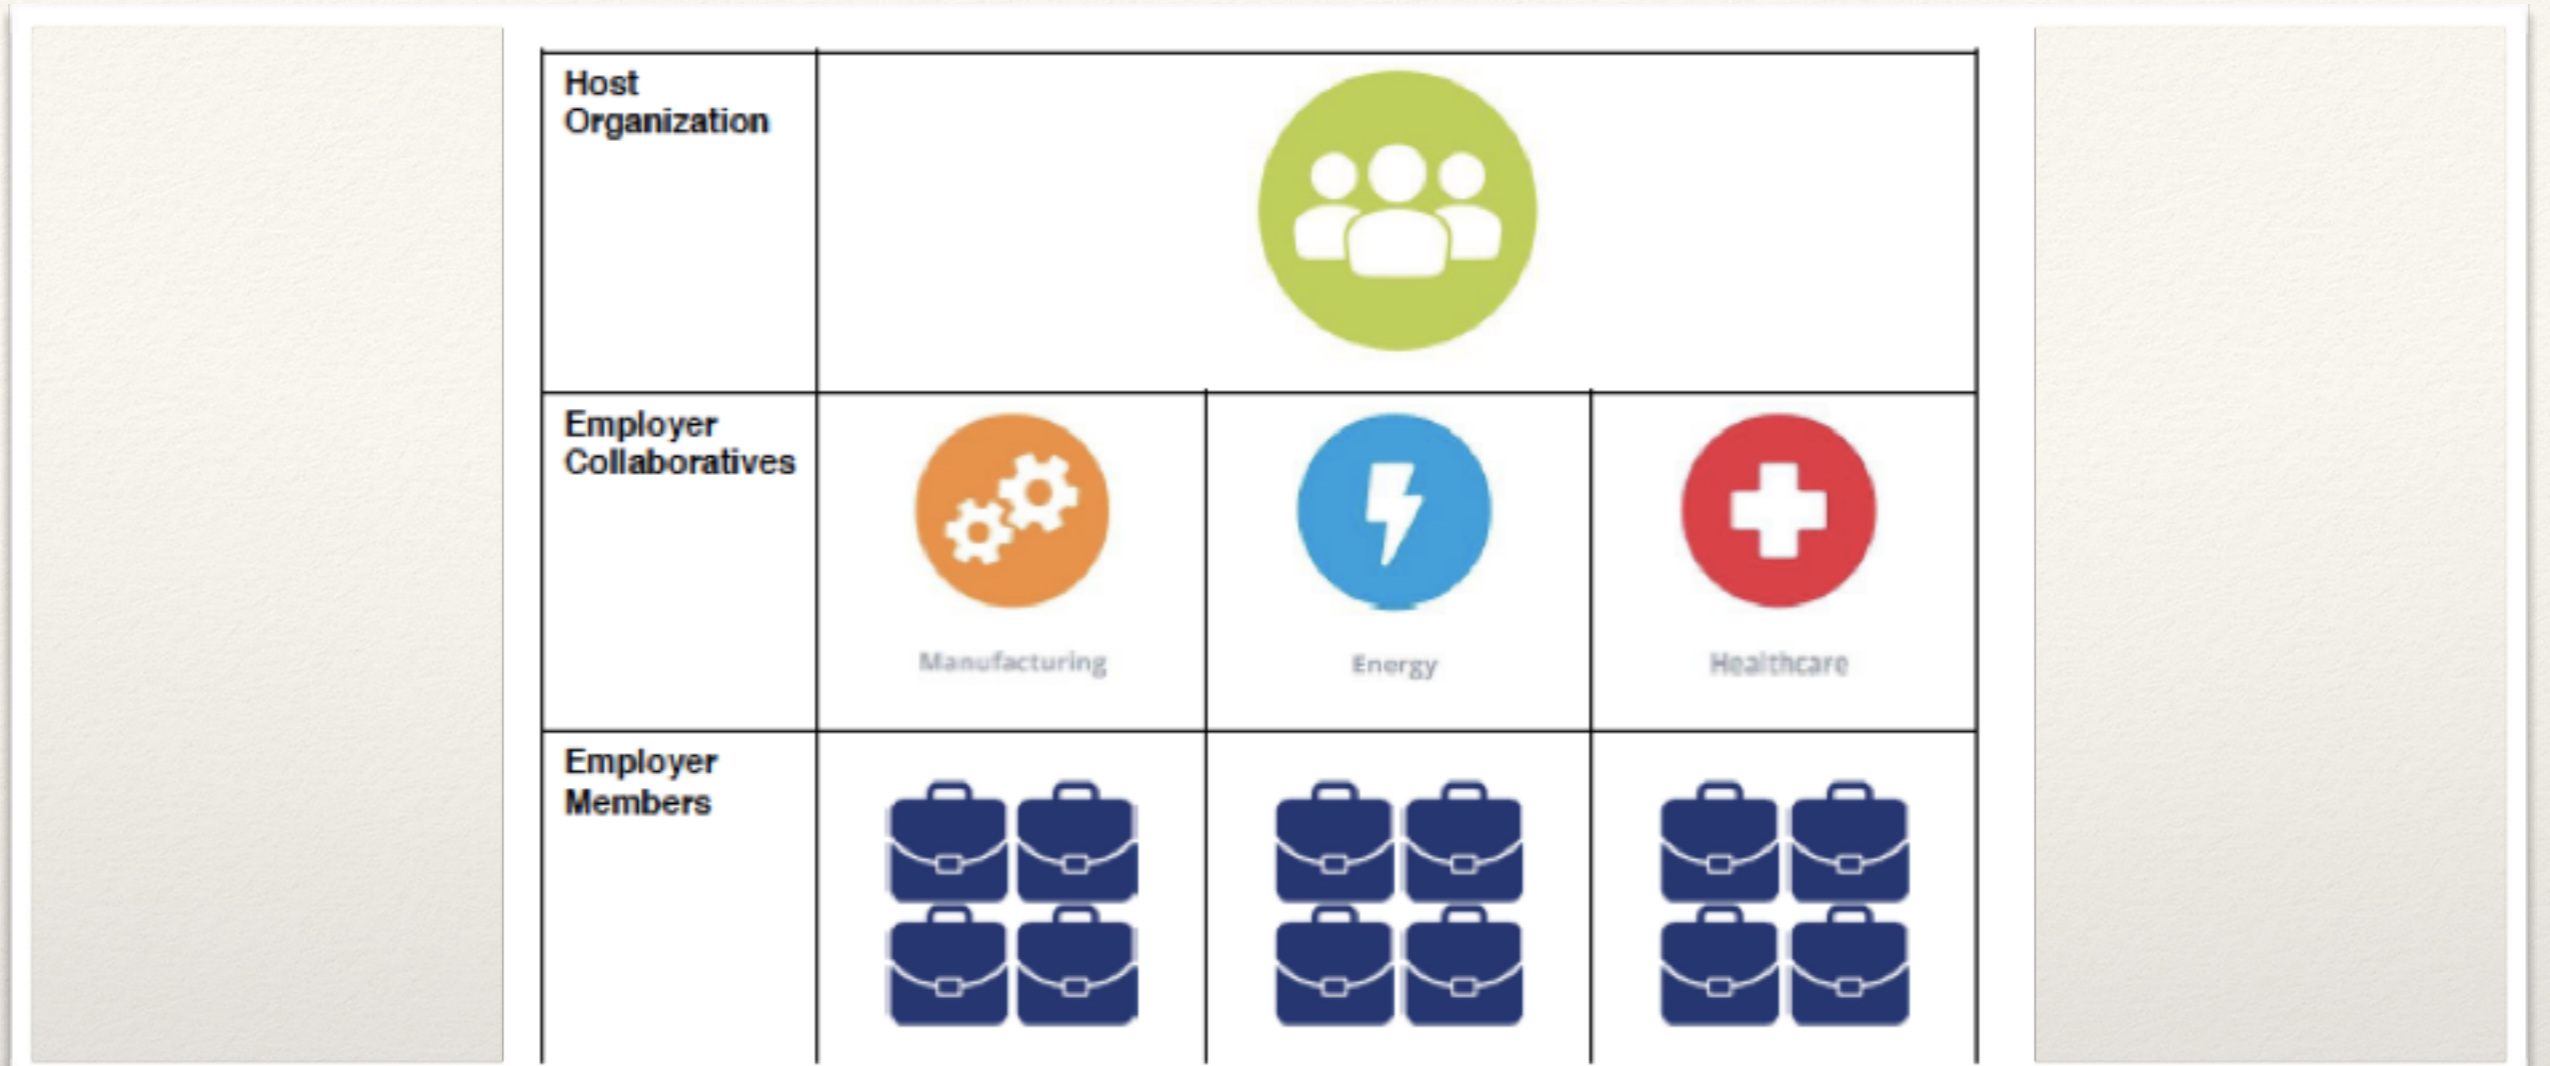 Host
Organization
Employer
Collaboratives
Manufacturing
Energy
Healthcare
Employer
Members